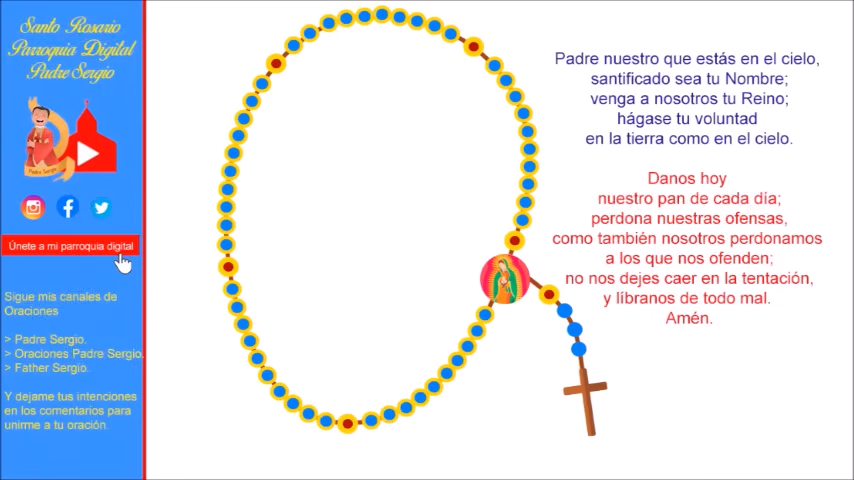 Santo Rosario
Parroquia Digital
Padre Sergio
Padre Sergio
Únete a mi parroquia digital
Sigue mis canales de
Oraciones
> Padre Sergio.
> Oraciones Padre Sergio.
> Father Sergio.
Y dejame tus intenciones
en los comentarios para
unirme a tu oración.
Padre nuestro que estás en el cielo,
santificado sea tu Nombre;
venga a nosotros tu Reino;
hágase tu voluntad
en la tierra como en el cielo.
Danos hoy
nuestro pan de cada día;
perdona nuestras ofensas,
como también nosotros perdonamos
a los que nos ofenden;
no nos dejes caer en la tentación,
y líbranos de todo mal.
Amén.